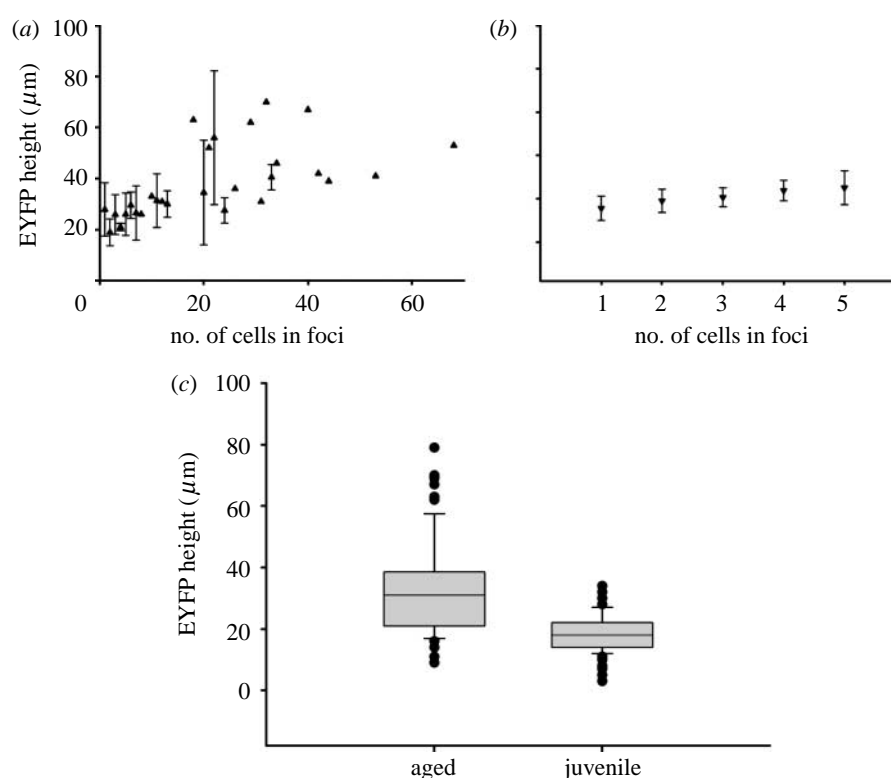 (a)
100
80
60
40
20
0
EYFP height (μm)
20
40
60
no. of cells in foci
(b)
1
2
3
4
5
no. of cells in foci
(c)
100
80
60
40
20
0
EYFP height (μm)
aged
juvenile